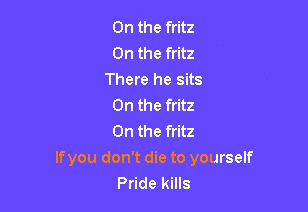 On the fritz
On the fritz
There he sits
On the fritz
On the fritz
If you don't die to yourself
Pride kills